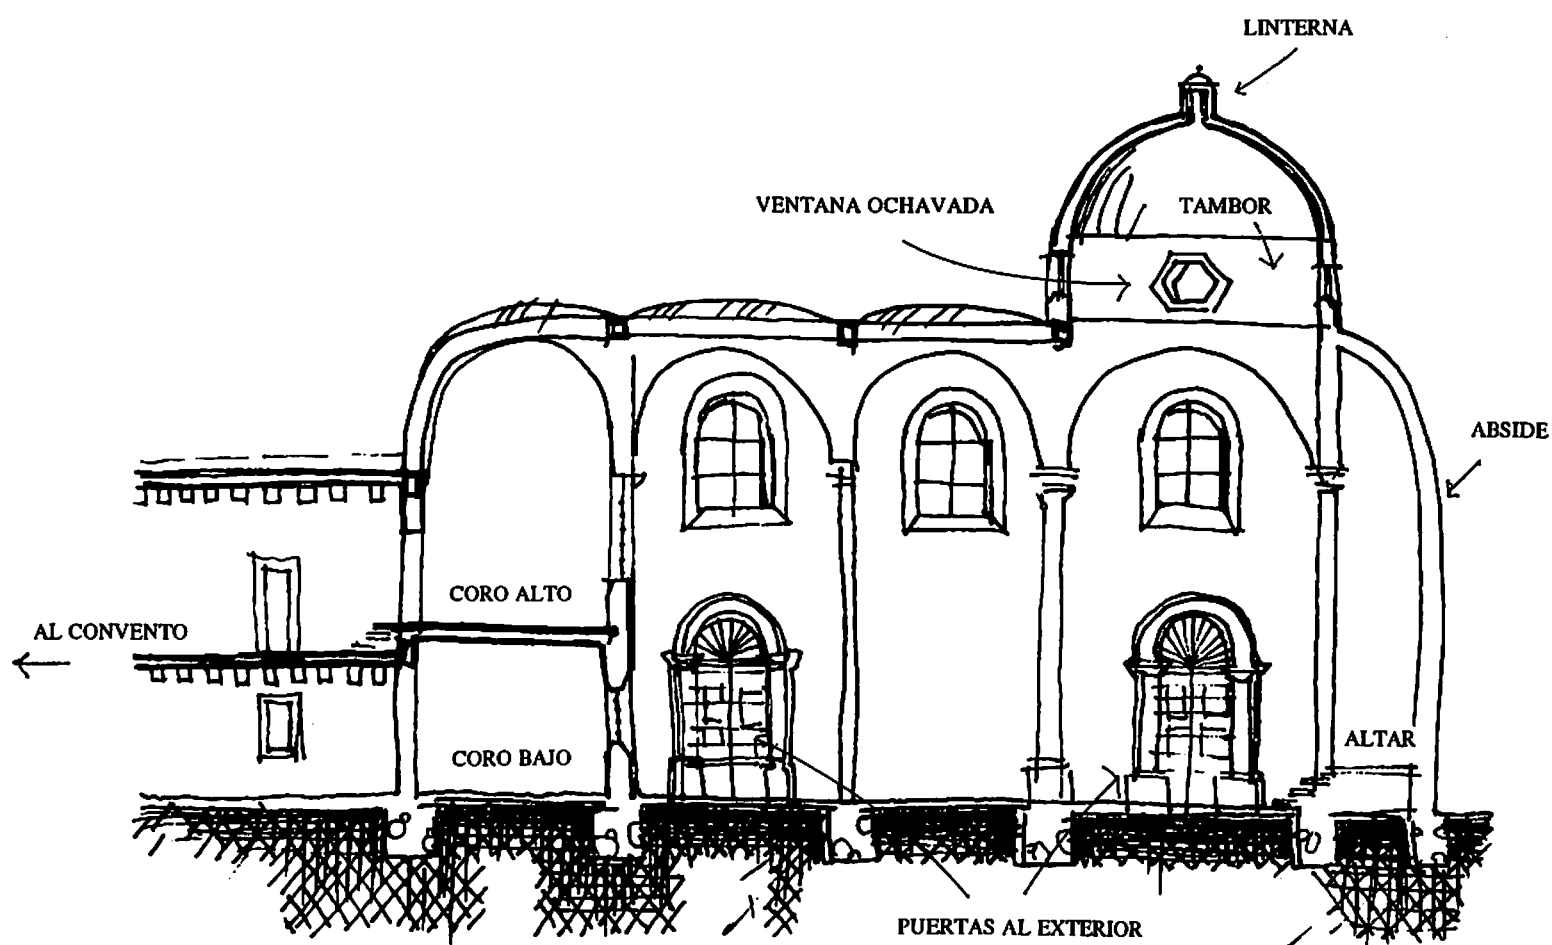 LINTERNA
VENTANA OCHAVADA
TAMBOR
ABSIDE
CORO ALTO
AL CONVENTO
ALTAR
CORO BAJO
PUERTAS AL EXTERIOR